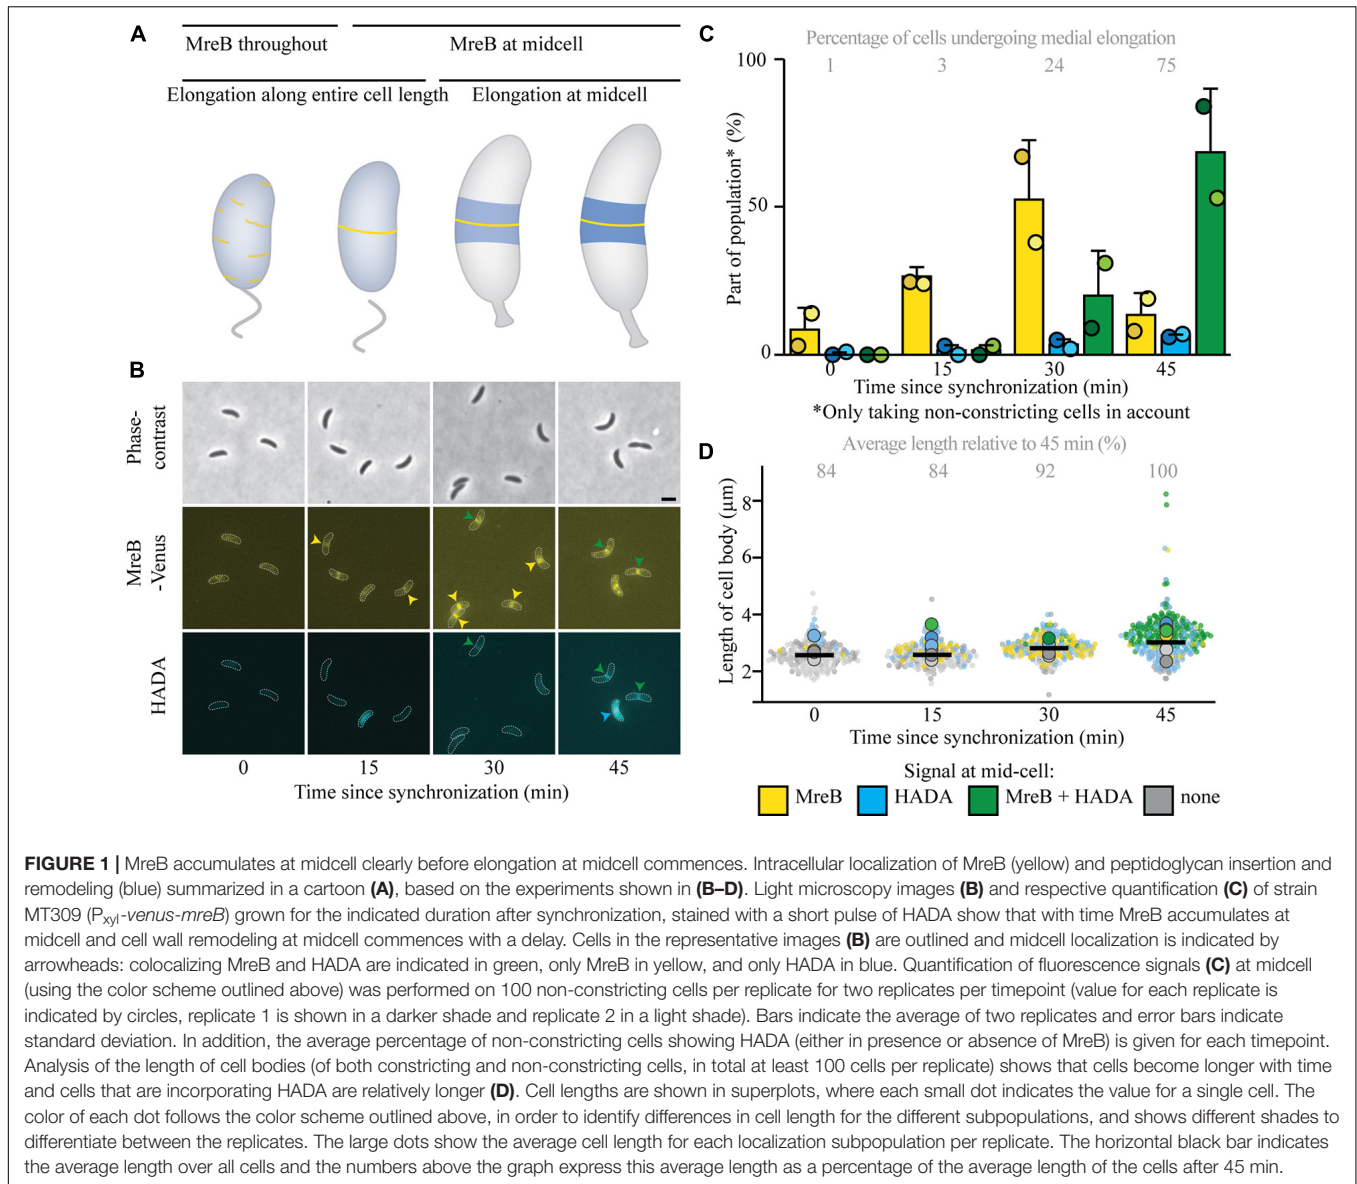 A
MreB throughout
MreB at midcell
Elongation along entire cell length
Elongation at midcell
B
Phase-
contrast
MreB
-Venus
HADA
0
15
30
45
Time since synchronization (min)
C
Percentage of cells undergoing medial elongation
1
3
24
75
100
50
0
Part of population* (%)
0
15
30
45
Time since synchronization (min)
*Only taking non-constricting cells in account
D
Average length relative to 45 min (%)
84
84
92
100
8
6
4
2
Length of cell body (µm)
0
15
30
45
Time since synchronization (min)
Signal at mid-cell:
MreB
HADA
MreB + HADA
none
FIGURE 1 | MreB accumulates at midcell clearly before elongation at midcell commences. Intracellular localization of MreB (yellow) and peptidoglycan insertion and
remodeling (blue) summarized in a cartoon (A), based on the experiments shown in (B–D). Light microscopy images (B) and respective quantification (C) of strain
MT309 (Pxyl-venus-mreB) grown for the indicated duration after synchronization, stained with a short pulse of HADA show that with time MreB accumulates at
midcell and cell wall remodeling at midcell commences with a delay. Cells in the representative images (B) are outlined and midcell localization is indicated by
arrowheads: colocalizing MreB and HADA are indicated in green, only MreB in yellow, and only HADA in blue. Quantification of fluorescence signals (C) at midcell
(using the color scheme outlined above) was performed on 100 non-constricting cells per replicate for two replicates per timepoint (value for each replicate is
indicated by circles, replicate 1 is shown in a darker shade and replicate 2 in a light shade). Bars indicate the average of two replicates and error bars indicate
standard deviation. In addition, the average percentage of non-constricting cells showing HADA (either in presence or absence of MreB) is given for each timepoint.
Analysis of the length of cell bodies (of both constricting and non-constricting cells, in total at least 100 cells per replicate) shows that cells become longer with time
and cells that are incorporating HADA are relatively longer (D). Cell lengths are shown in superplots, where each small dot indicates the value for a single cell. The
color of each dot follows the color scheme outlined above, in order to identify differences in cell length for the different subpopulations, and shows different shades to
differentiate between the replicates. The large dots show the average cell length for each localization subpopulation per replicate. The horizontal black bar indicates
the average length over all cells and the numbers above the graph express this average length as a percentage of the average length of the cells after 45 min.